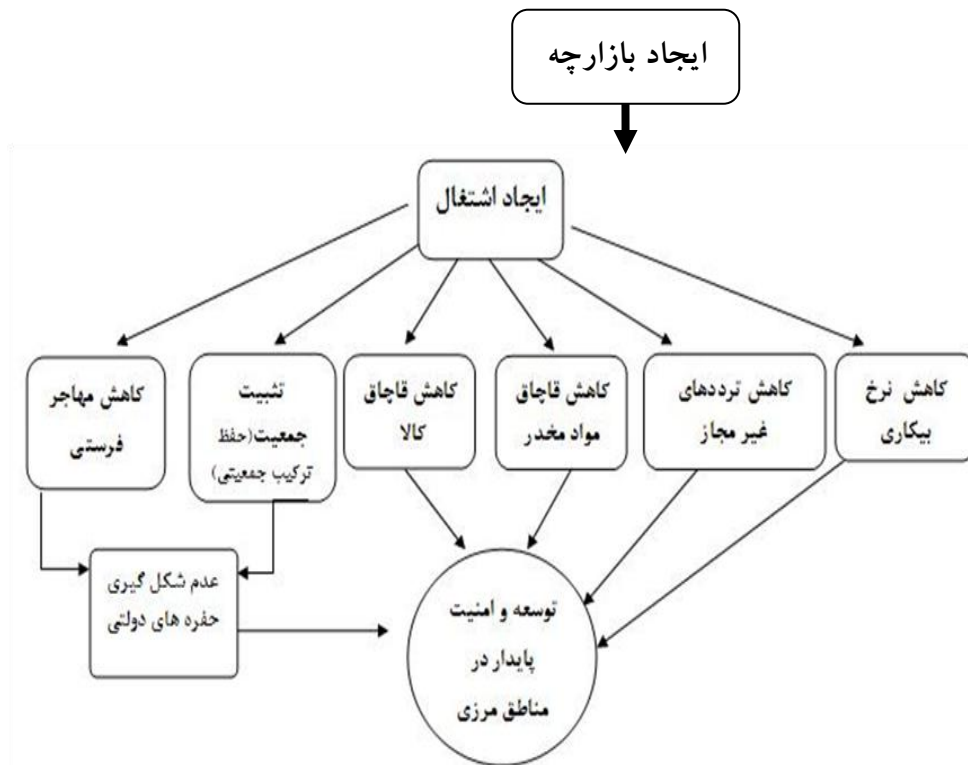 ایجاد بازارچه
ایجاد اشتغال
کاهش نرخ
بیکاری
کاهش ترددهای
غیر مجاز
کاهش قاچاق
مواد مخدر
کاهش قاچاق
کالا
تثبیت
جمعیت(حفظ
ترکیب جمعیتی)
کاهش مهاجر
فرستی
عدم شکل گیری
حفره های دولتی
توسعه و امنیت
پایدار در
مناطق مرزی